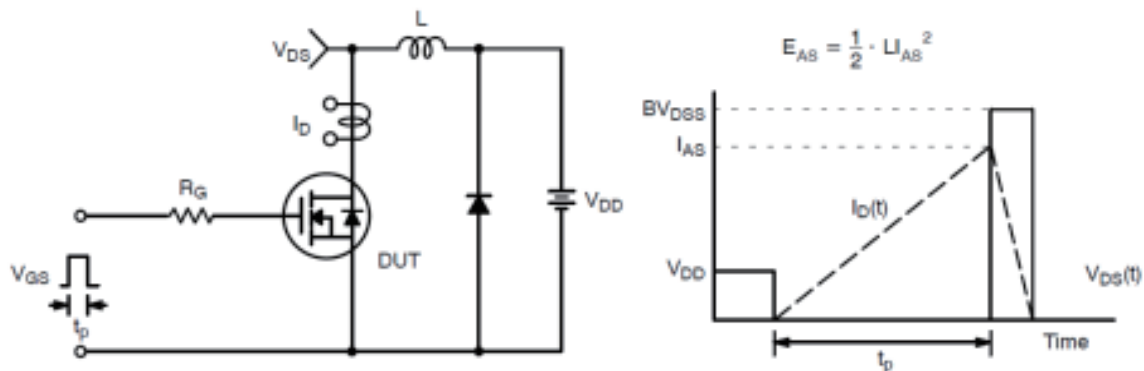 V_DS
L
I_D
R_G
V_DD
DUT
V_GS
t_p
E_AS = 1/2 · LI_AS^2
BV_DSS
I_AS
I_D(t)
V_DD
V_DS(t)
Time
t_p